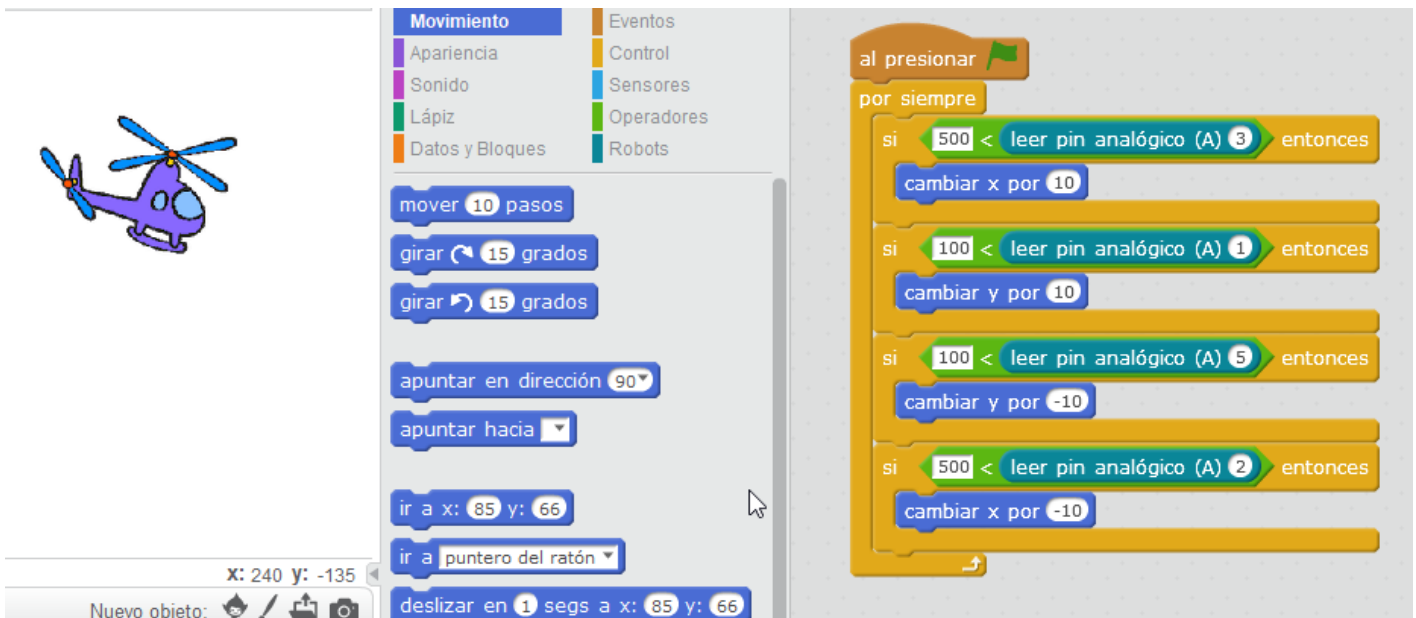 Movimiento
Eventos
Apariencia
Control
Sonido
Sensores
Lápiz
Operadores
Datos y Bloques
Robots
mover 10 pasos
girar 15 grados
girar 15 grados
apuntar en dirección 90
apuntar hacia
ir a x: 85 y: 66
ir a puntero del ratón
deslizar en 1 segs a x: 85 y: 66
X: 240 y: -135
Nuevo objeto:
al presionar
por siempre
si 500 < leer pin analógico (A) 3 entonces
cambiar x por 10
si 100 < leer pin analógico (A) 1 entonces
cambiar y por 10
si 100 < leer pin analógico (A) 5 entonces
cambiar y por -10
si 500 < leer pin analógico (A) 2 entonces
cambiar x por -10